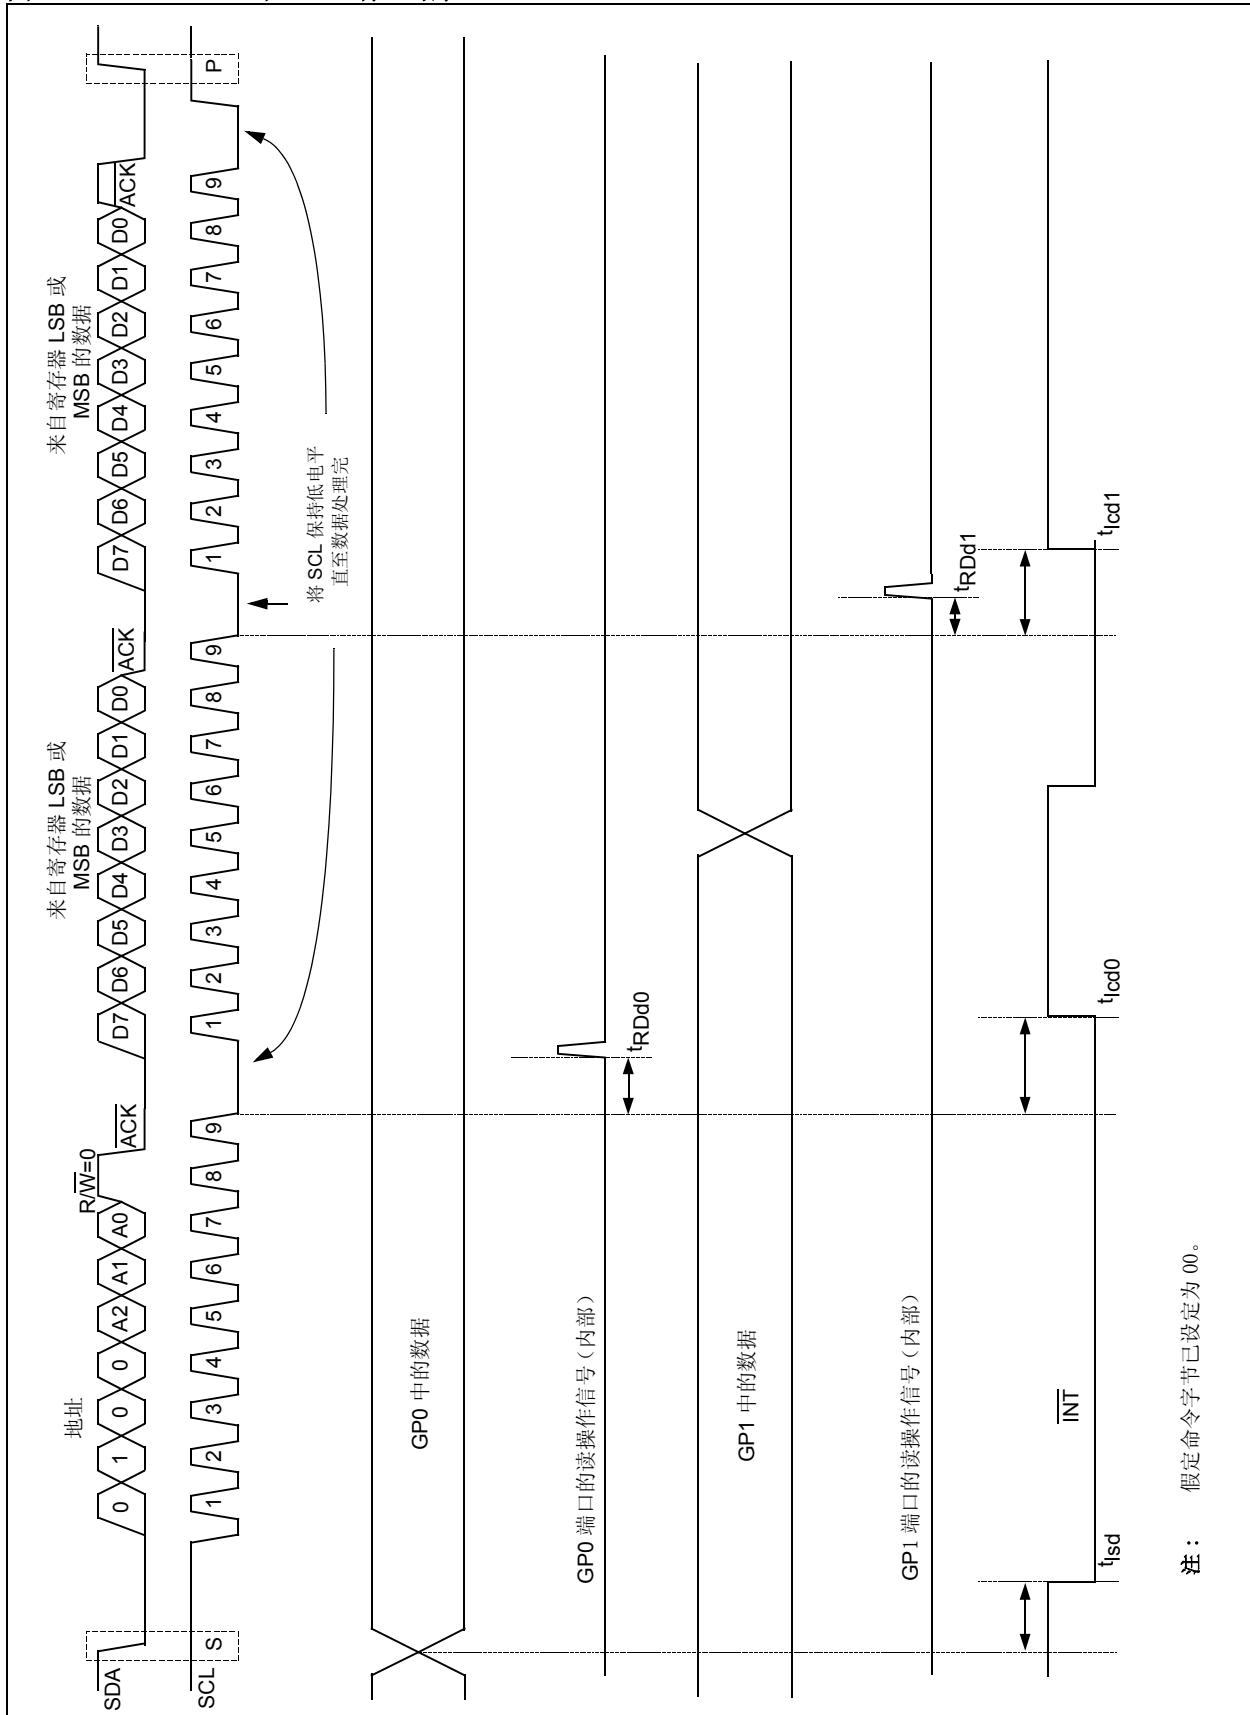 地址
R/W=0
来自寄存器 LSB 或
MSB 的数据
来自寄存器 LSB 或
MSB 的数据
SDA
0 1 0 0 A2 A1 A0 ACK D7 D6 D5 D4 D3 D2 D1 D0 ACK D7 D6 D5 D4 D3 D2 D1 D0 ACK
SCL S 1 2 3 4 5 6 7 8 9 1 2 3 4 5 6 7 8 9 1 2 3 4 5 6 7 8 9 P
将 SCL 保持低电平
直至数据处理完
GP0 中的数据
GP0 端口的读操作信号（内部）
tRDd0
GP1 中的数据
GP1 端口的读操作信号（内部）
tRDd1
INT
tIsd
tIcd0
tIcd1
注： 假定命令字节已设定为 00。